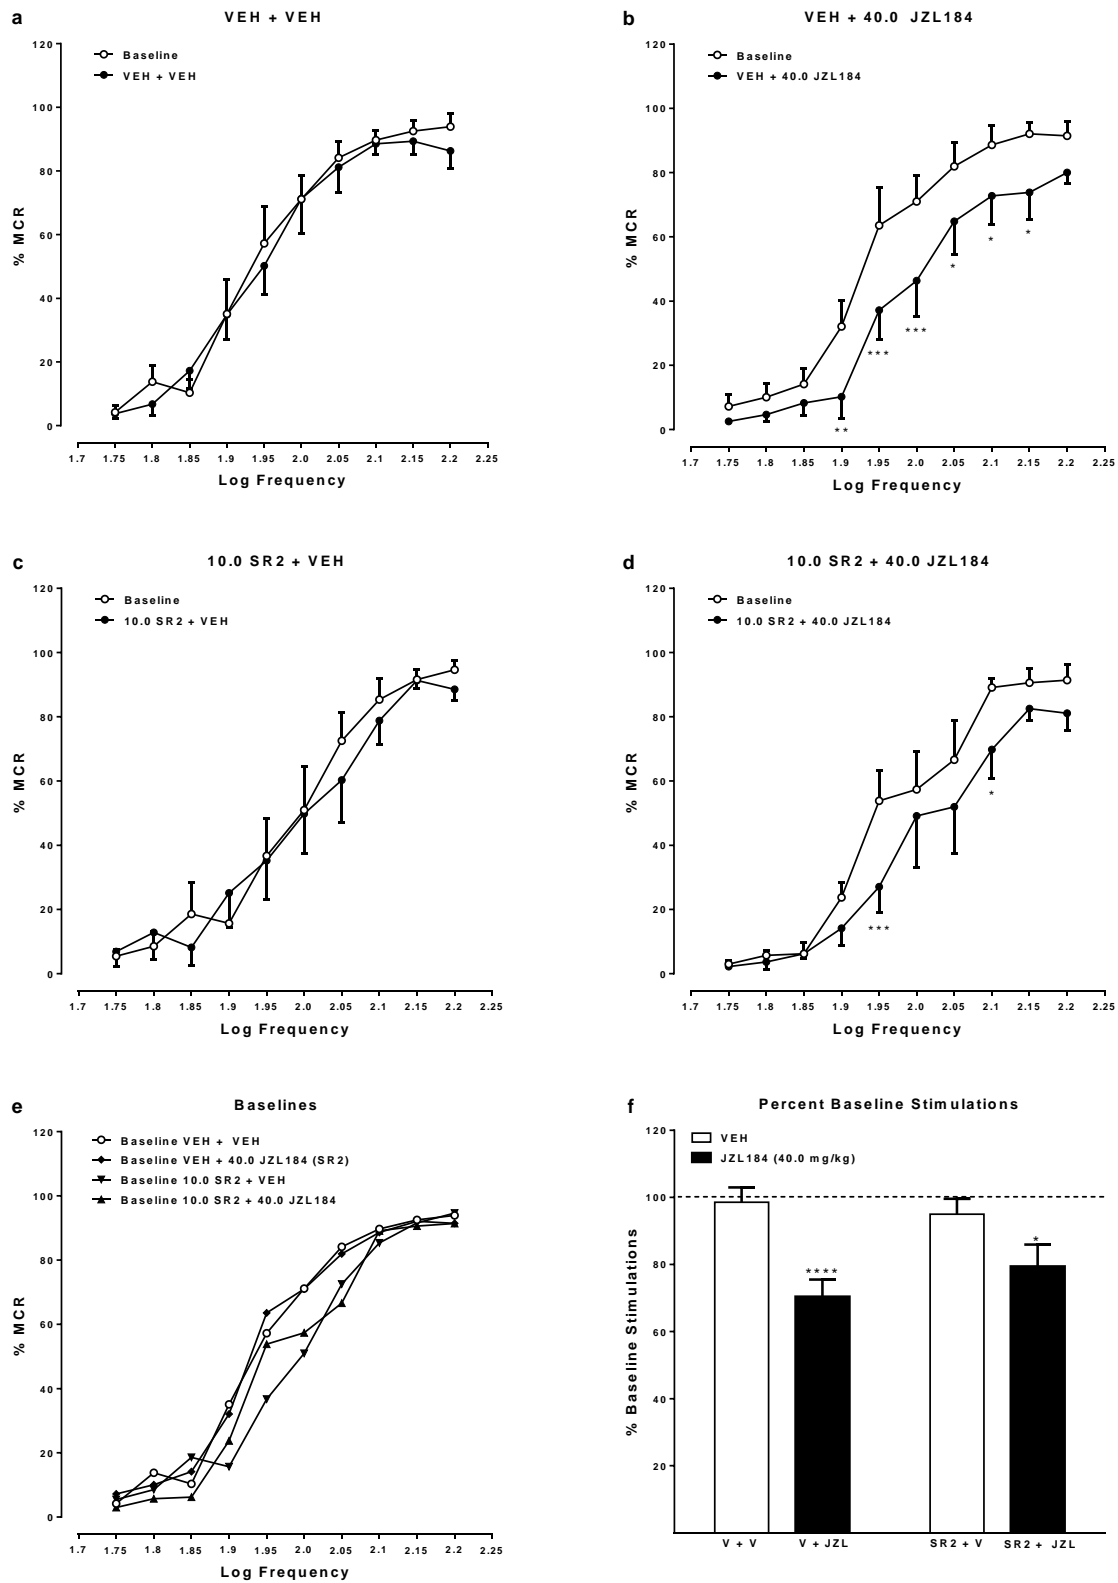 a VEH + VEH
120
100
80
60
40
20
0
% MCR
Baseline
VEH + VEH
1.7 1.75 1.8 1.85 1.9 1.95 2.0 2.05 2.1 2.15 2.2 2.25
Log Frequency
b VEH + 40.0 JZL184
120
100
80
60
40
20
0
% MCR
Baseline
VEH + 40.0 JZL184
* * *
***
***
**
1.7 1.75 1.8 1.85 1.9 1.95 2.0 2.05 2.1 2.15 2.2 2.25
Log Frequency
c 10.0 SR2 + VEH
120
100
80
60
40
20
0
% MCR
Baseline
10.0 SR2 + VEH
1.7 1.75 1.8 1.85 1.9 1.95 2.0 2.05 2.1 2.15 2.2 2.25
Log Frequency
d 10.0 SR2 + 40.0 JZL184
120
100
80
60
40
20
0
% MCR
Baseline
10.0 SR2 + 40.0 JZL184
*
***
1.7 1.75 1.8 1.85 1.9 1.95 2.0 2.05 2.1 2.15 2.2 2.25
Log Frequency
e Baselines
120
100
80
60
40
20
0
% MCR
Baseline VEH + VEH
Baseline VEH + 40.0 JZL184 (SR2)
Baseline 10.0 SR2 + VEH
Baseline 10.0 SR2 + 40.0 JZL184
1.7 1.75 1.8 1.85 1.9 1.95 2.0 2.05 2.1 2.15 2.2 2.25
Log Frequency
f Percent Baseline Stimulations
120
100
80
60
40
20
% Baseline Stimulations
VEH
JZL184 (40.0 mg/kg)
*
****
V + V V + JZL SR2 + V SR2 + JZL